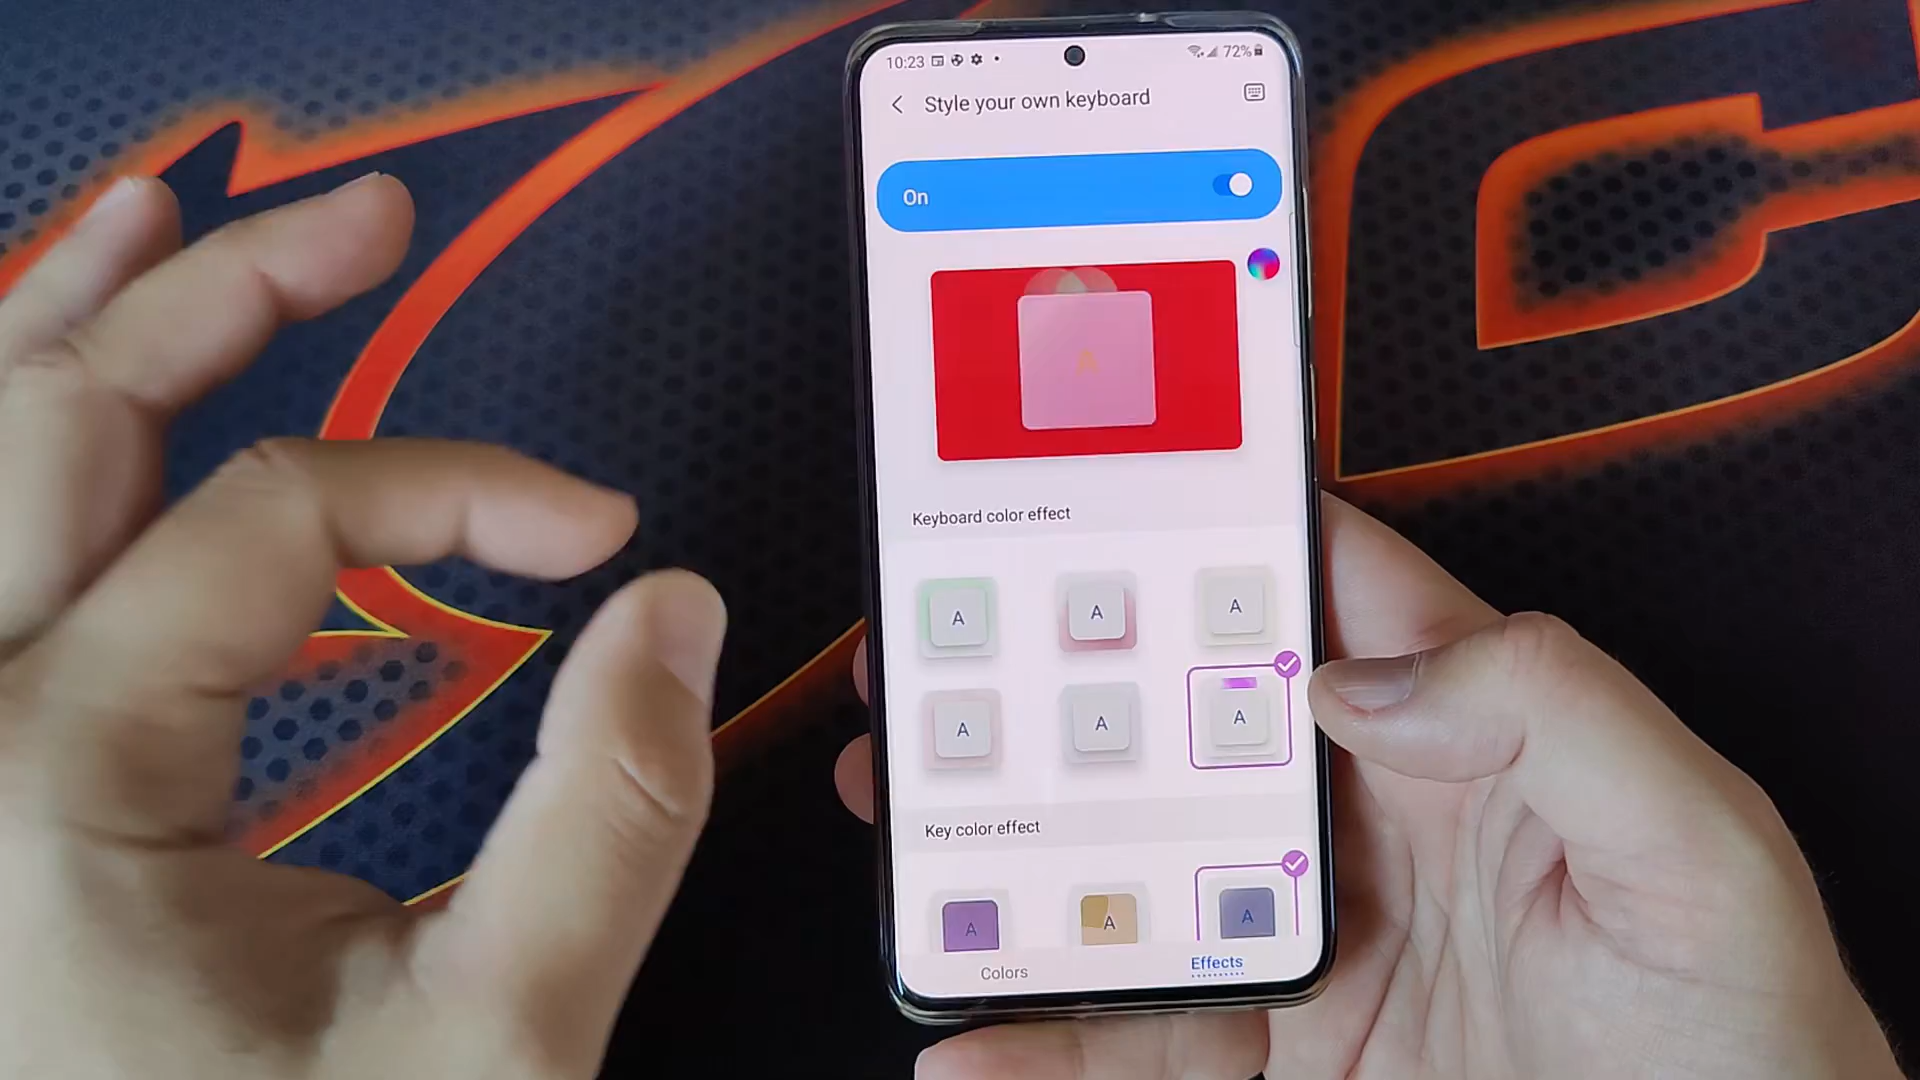 10:23 72%
Style your own keyboard
On
A
Keyboard color effect
A A A
A A A
Key color effect
A A A
Colors Effects